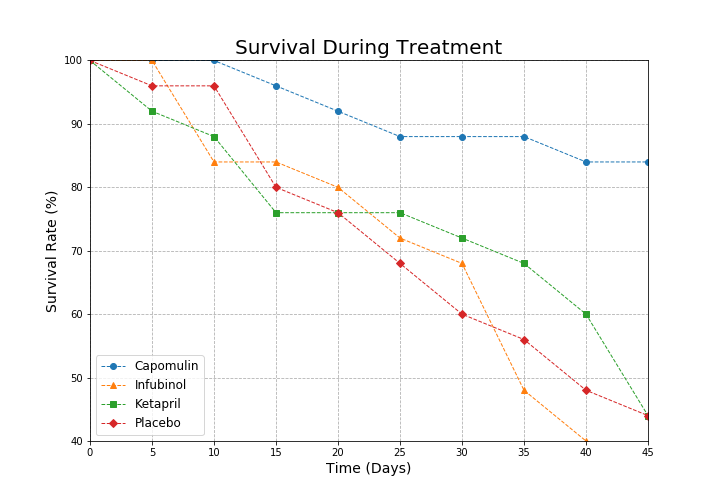 Survival During Treatment
100
90
80
70
60
50
40
Survival Rate (%)
Capomulin
Infubinol
Ketapril
Placebo
0 5 10 15 20 25 30 35 40 45
Time (Days)